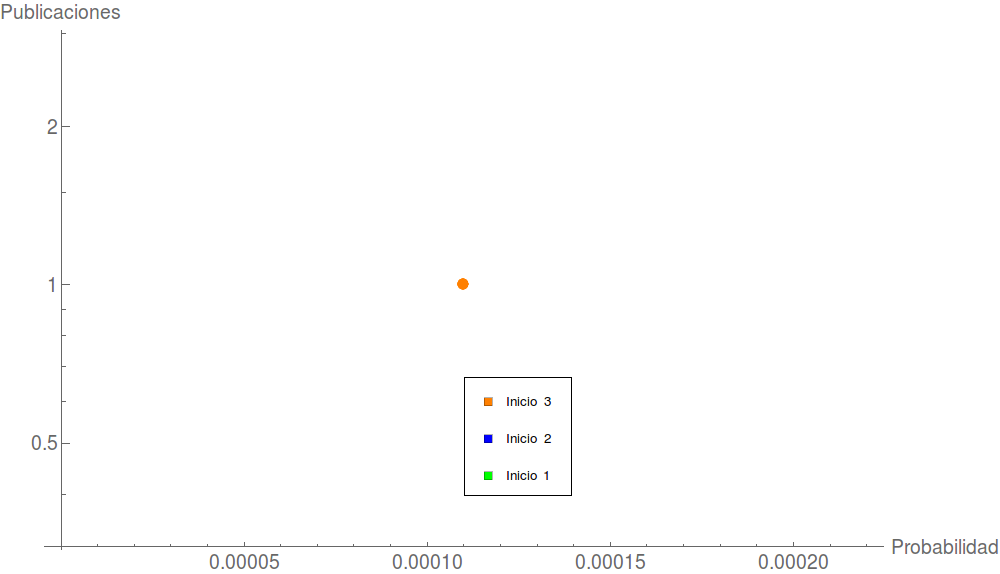 Publicaciones
2
1
0.5
Inicio 3
Inicio 2
Inicio 1
0.00005 0.00010 0.00015 0.00020
Probabilidad